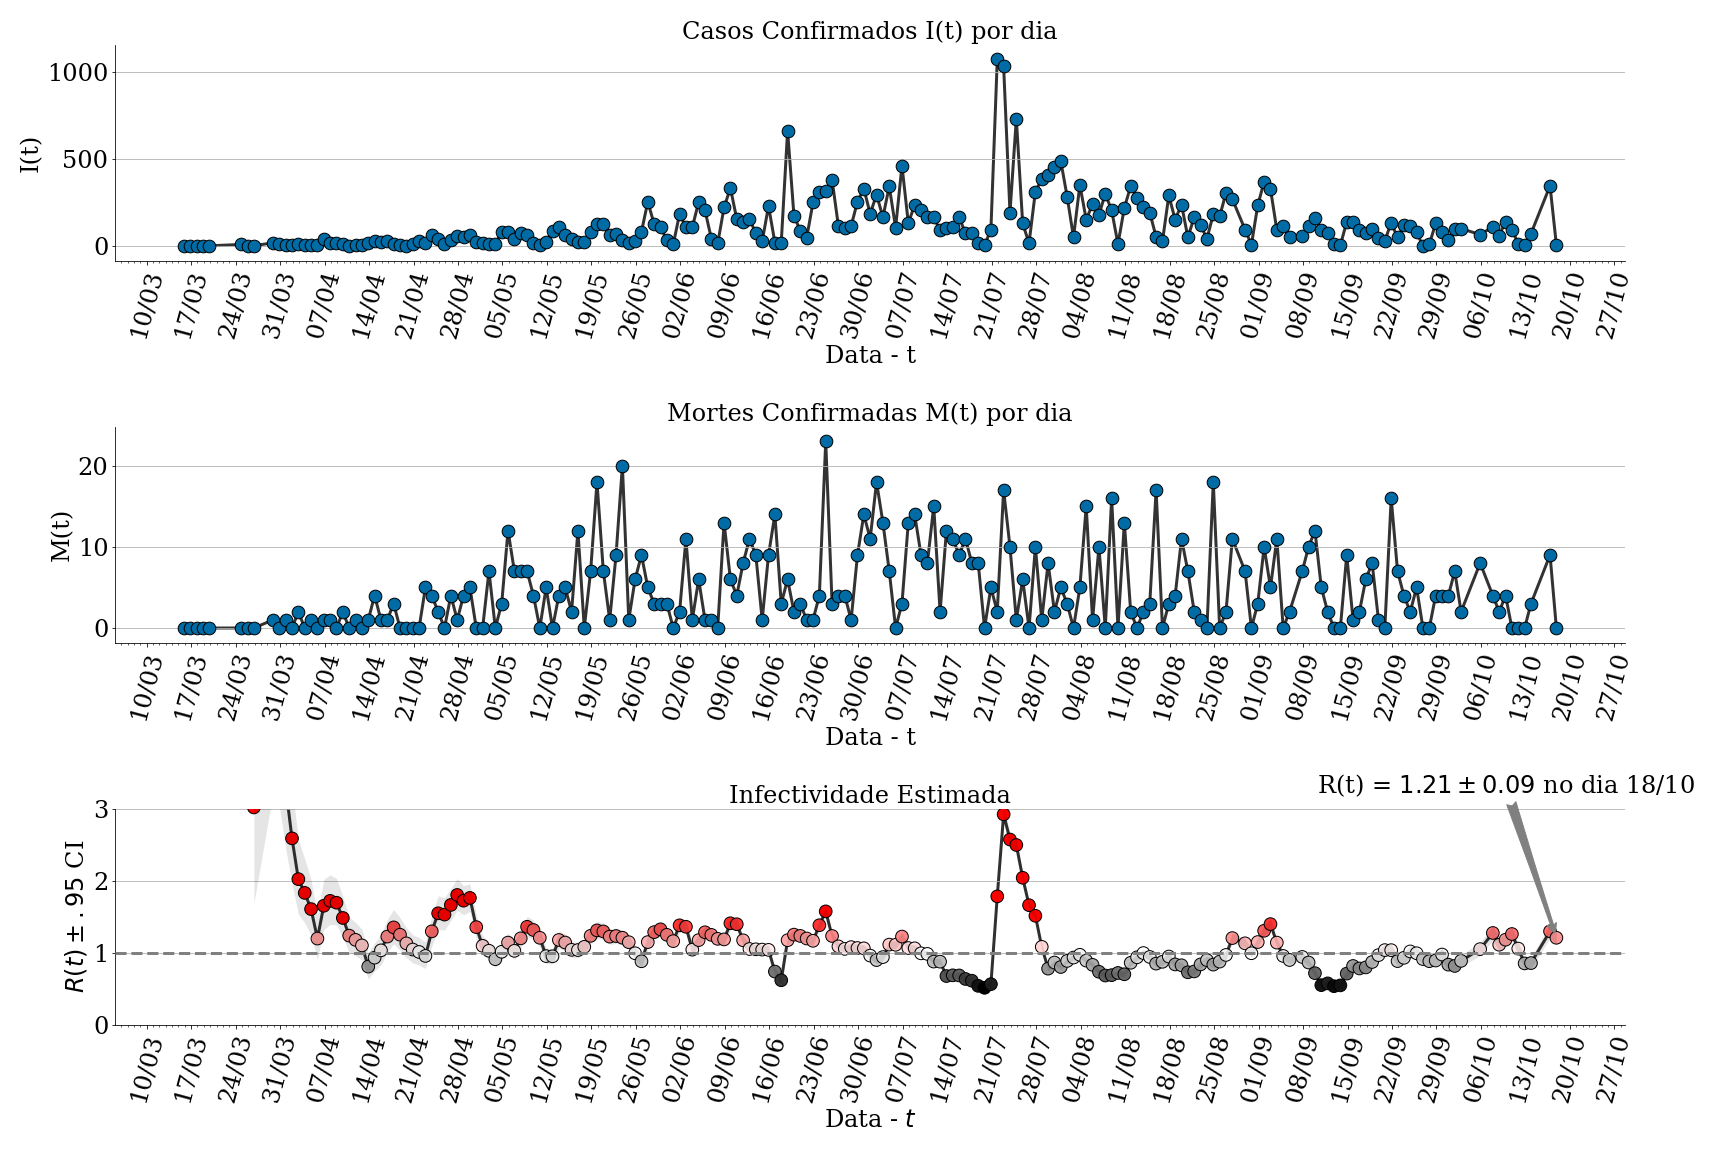 Casos Confirmados I(t) por dia
I(t)
1000
500
0
10/03 17/03 24/03 31/03 07/04 14/04 21/04 28/04 05/05 12/05 19/05 26/05 02/06 09/06 16/06 23/06 30/06 07/07 14/07 21/07 28/07 04/08 11/08 18/08 25/08 01/09 08/09 15/09 22/09 29/09 06/10 13/10 20/10 27/10
Data - t
Mortes Confirmadas M(t) por dia
M(t)
20
10
0
10/03 17/03 24/03 31/03 07/04 14/04 21/04 28/04 05/05 12/05 19/05 26/05 02/06 09/06 16/06 23/06 30/06 07/07 14/07 21/07 28/07 04/08 11/08 18/08 25/08 01/09 08/09 15/09 22/09 29/09 06/10 13/10 20/10 27/10
Data - t
R(t) = 1.21 ± 0.09 no dia 18/10
Infectividade Estimada
R(t) ± .95 CI
3
2
1
0
10/03 17/03 24/03 31/03 07/04 14/04 21/04 28/04 05/05 12/05 19/05 26/05 02/06 09/06 16/06 23/06 30/06 07/07 14/07 21/07 28/07 04/08 11/08 18/08 25/08 01/09 08/09 15/09 22/09 29/09 06/10 13/10 20/10 27/10
Data - t